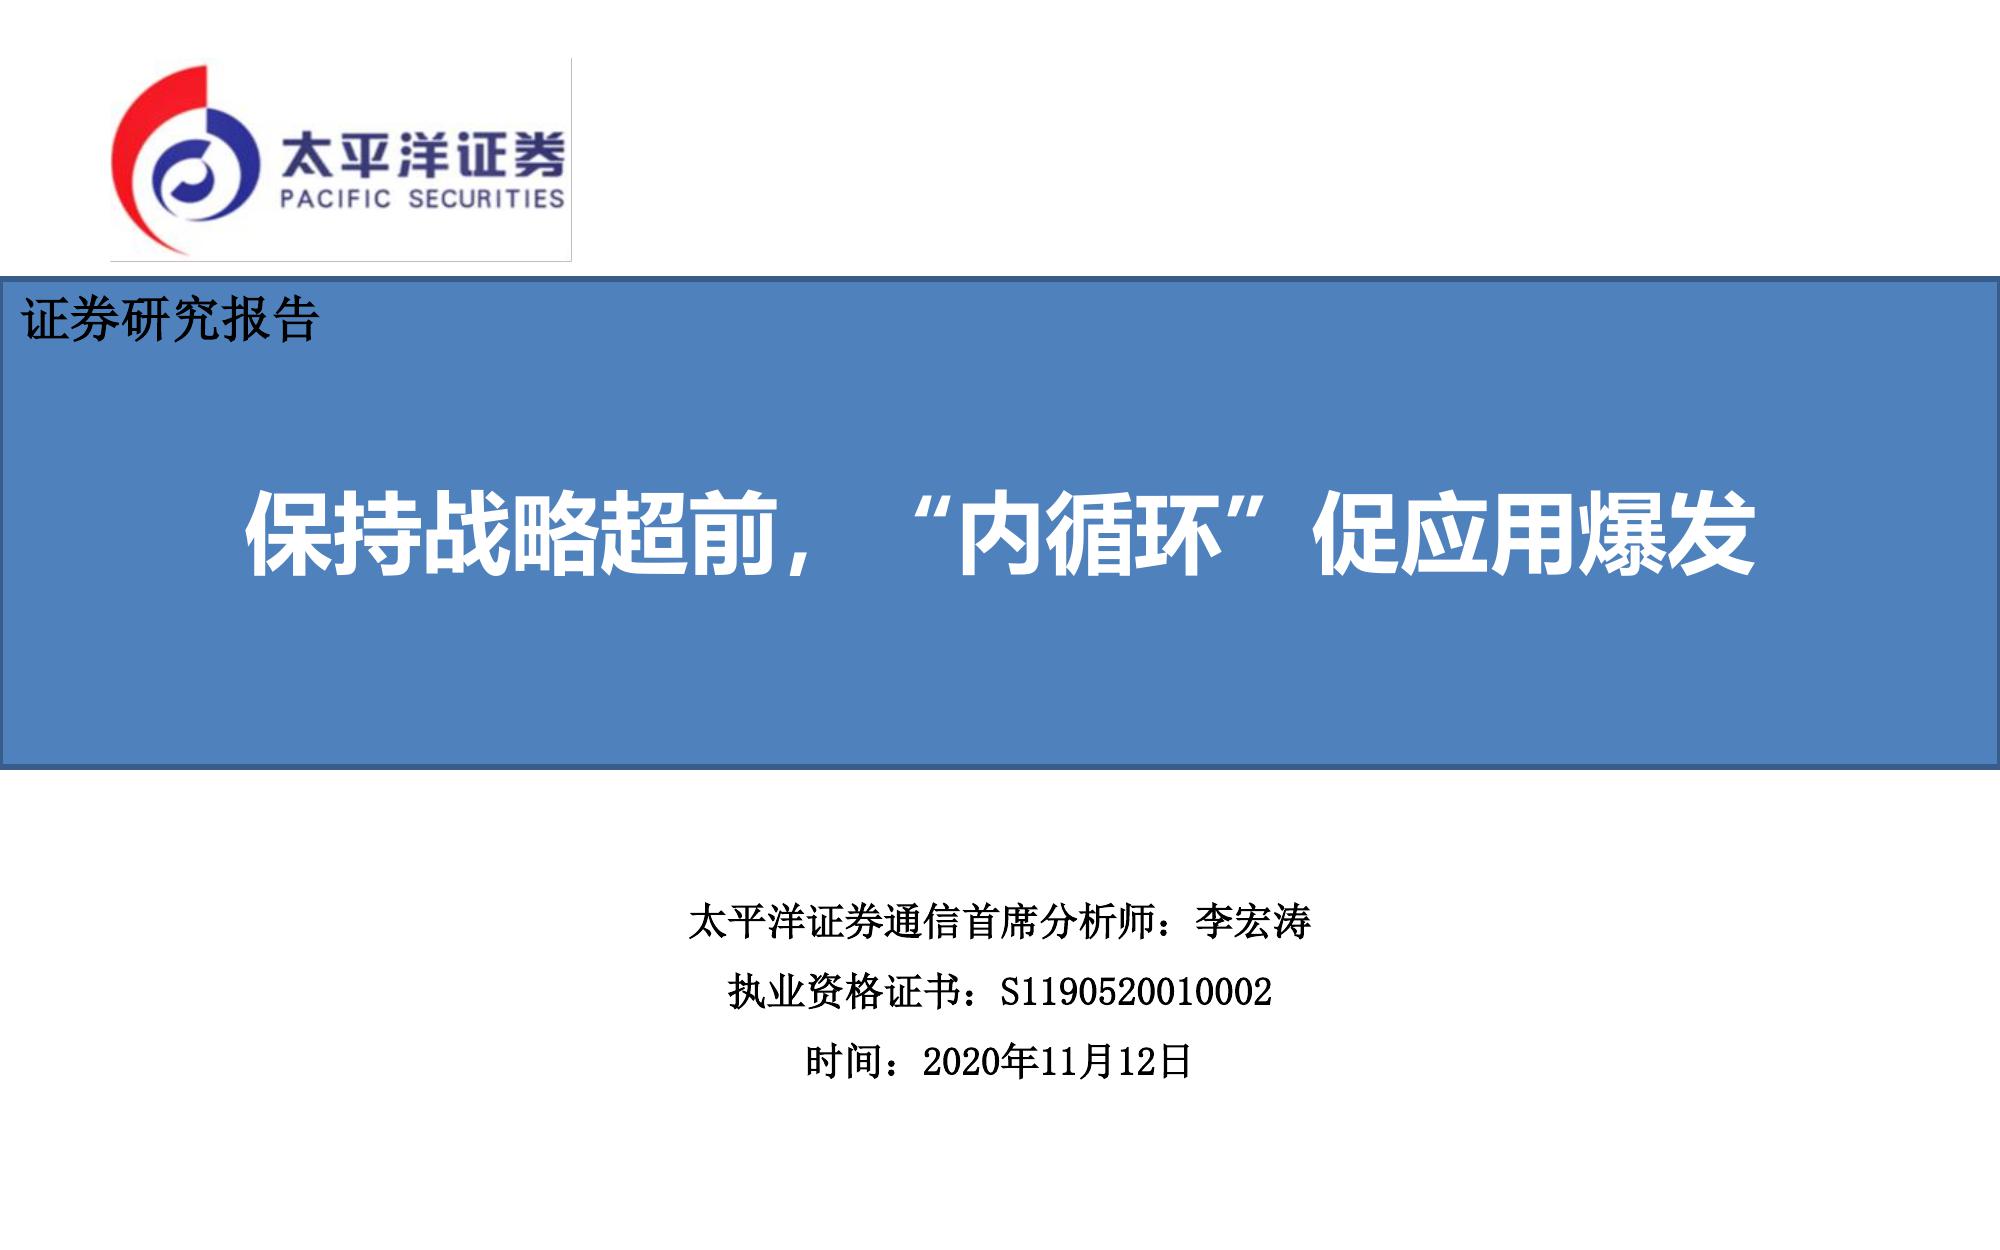 太平洋证券
PACIFIC SECURITIES
证券研究报告
保持战略超前，“内循环”促应用爆发
太平洋证券通信首席分析师：李宏涛
执业资格证书：S1190520010002
时间：2020年11月12日